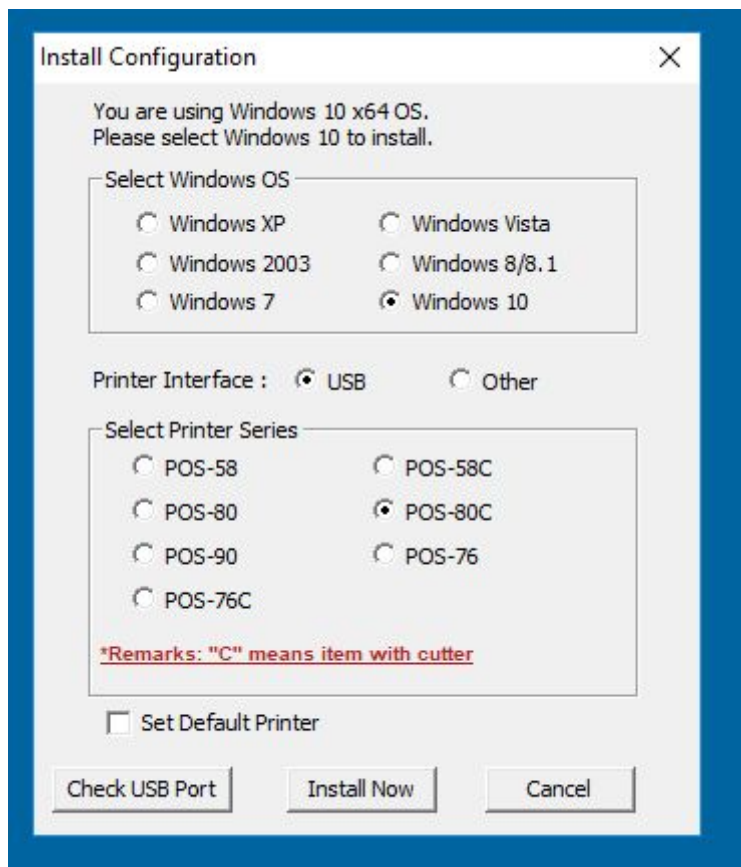 Install Configuration
You are using Windows 10 x64 OS.
Please select Windows 10 to install.
Select Windows OS
Windows XP Windows Vista
Windows 2003 Windows 8/8.1
Windows 7 Windows 10
Printer Interface : USB Other
Select Printer Series
POS-58 POS-58C
POS-80 POS-80C
POS-90 POS-76
POS-76C
*Remarks: "C" means item with cutter
Set Default Printer
Check USB Port Install Now Cancel